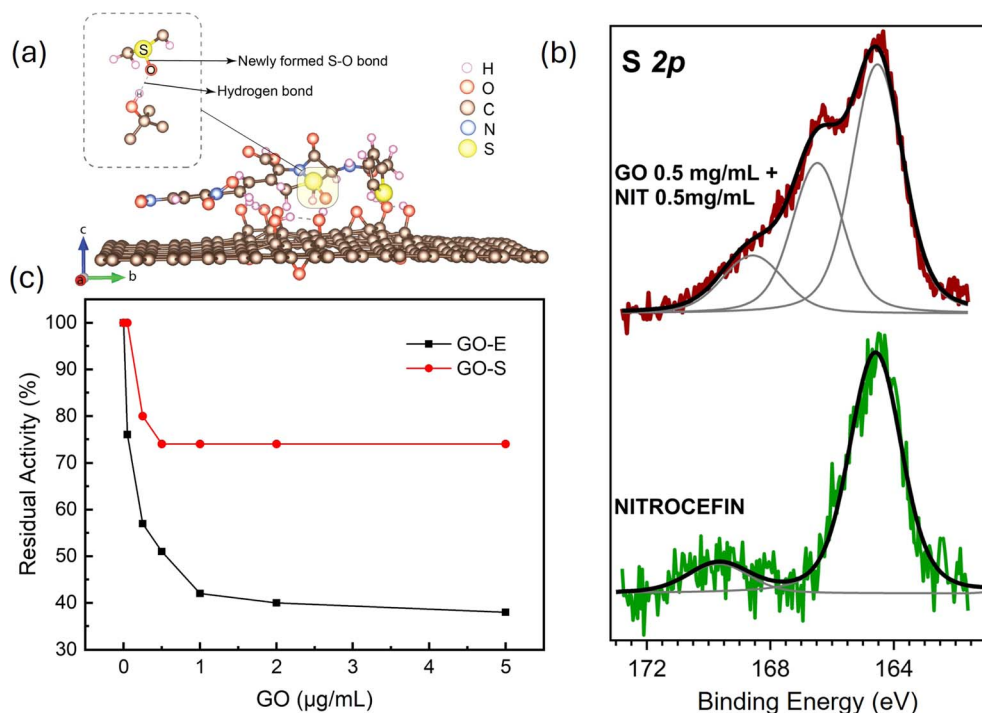 (a)
S
O
H
Newly formed S-O bond
Hydrogen bond
H
O
C
N
S
c
a
b
(b)
S 2p
GO 0.5 mg/mL +
NIT 0.5mg/mL
NITROCEFIN
172
168
164
Binding Energy (eV)
(c)
100
90
80
70
60
50
40
30
Residual Activity (%)
GO-E
GO-S
0
1
2
3
4
5
GO (µg/mL)